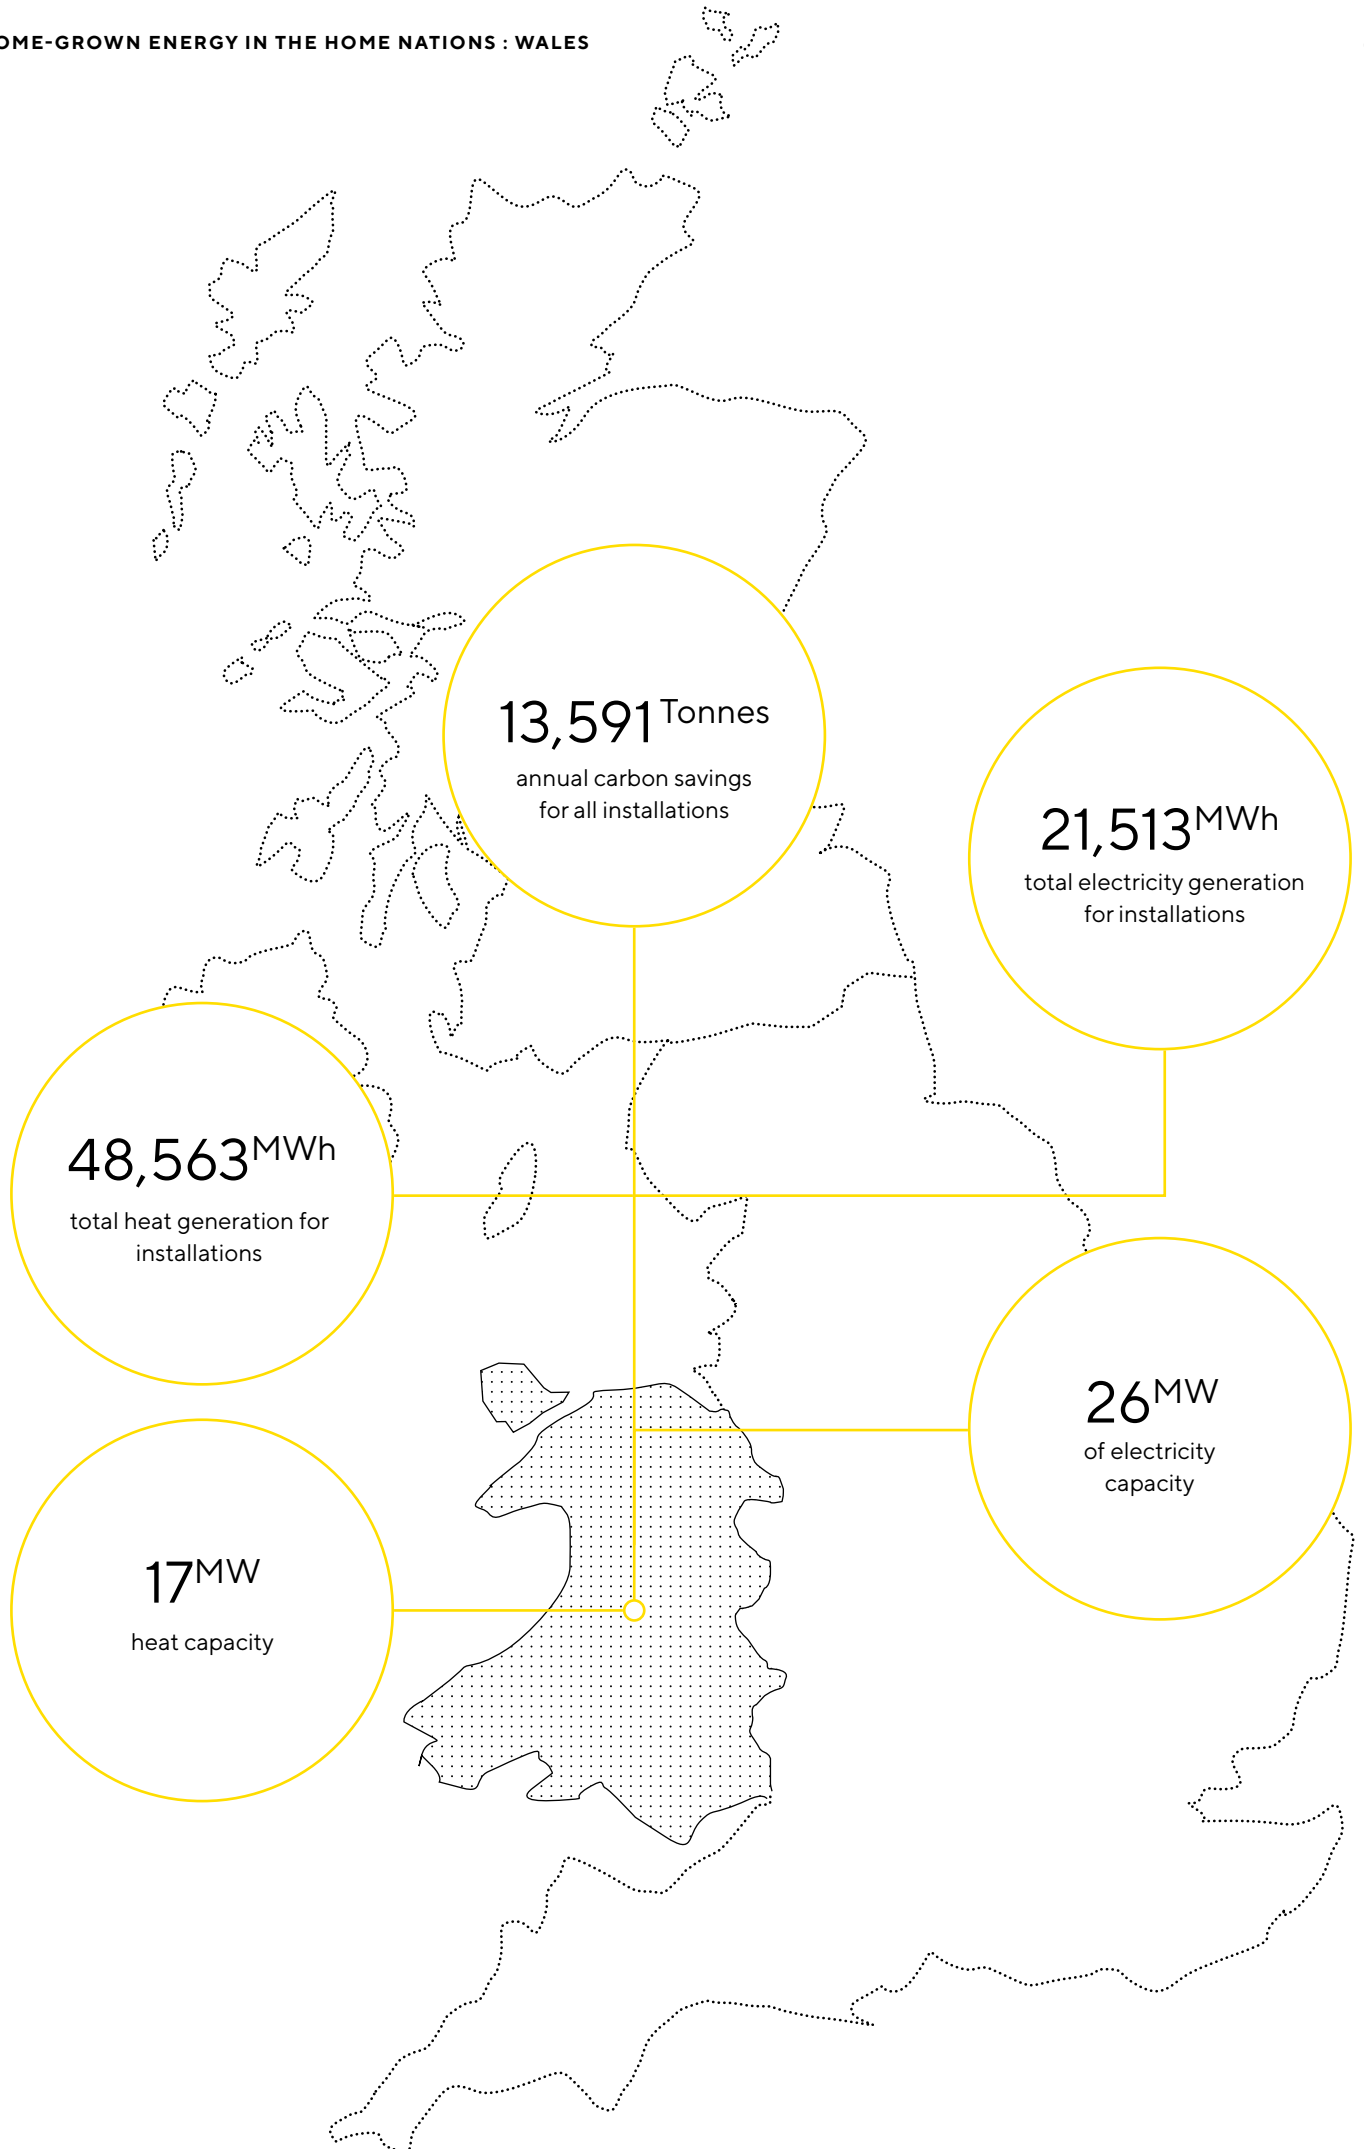 OME-GROWN ENERGY IN THE HOME NATIONS : WALES
13,591 Tonnes
annual carbon savings
for all installations
21,513 MWh
total electricity generation
for installations
48,563 MWh
total heat generation for
installations
26 MW
of electricity
capacity
17 MW
heat capacity